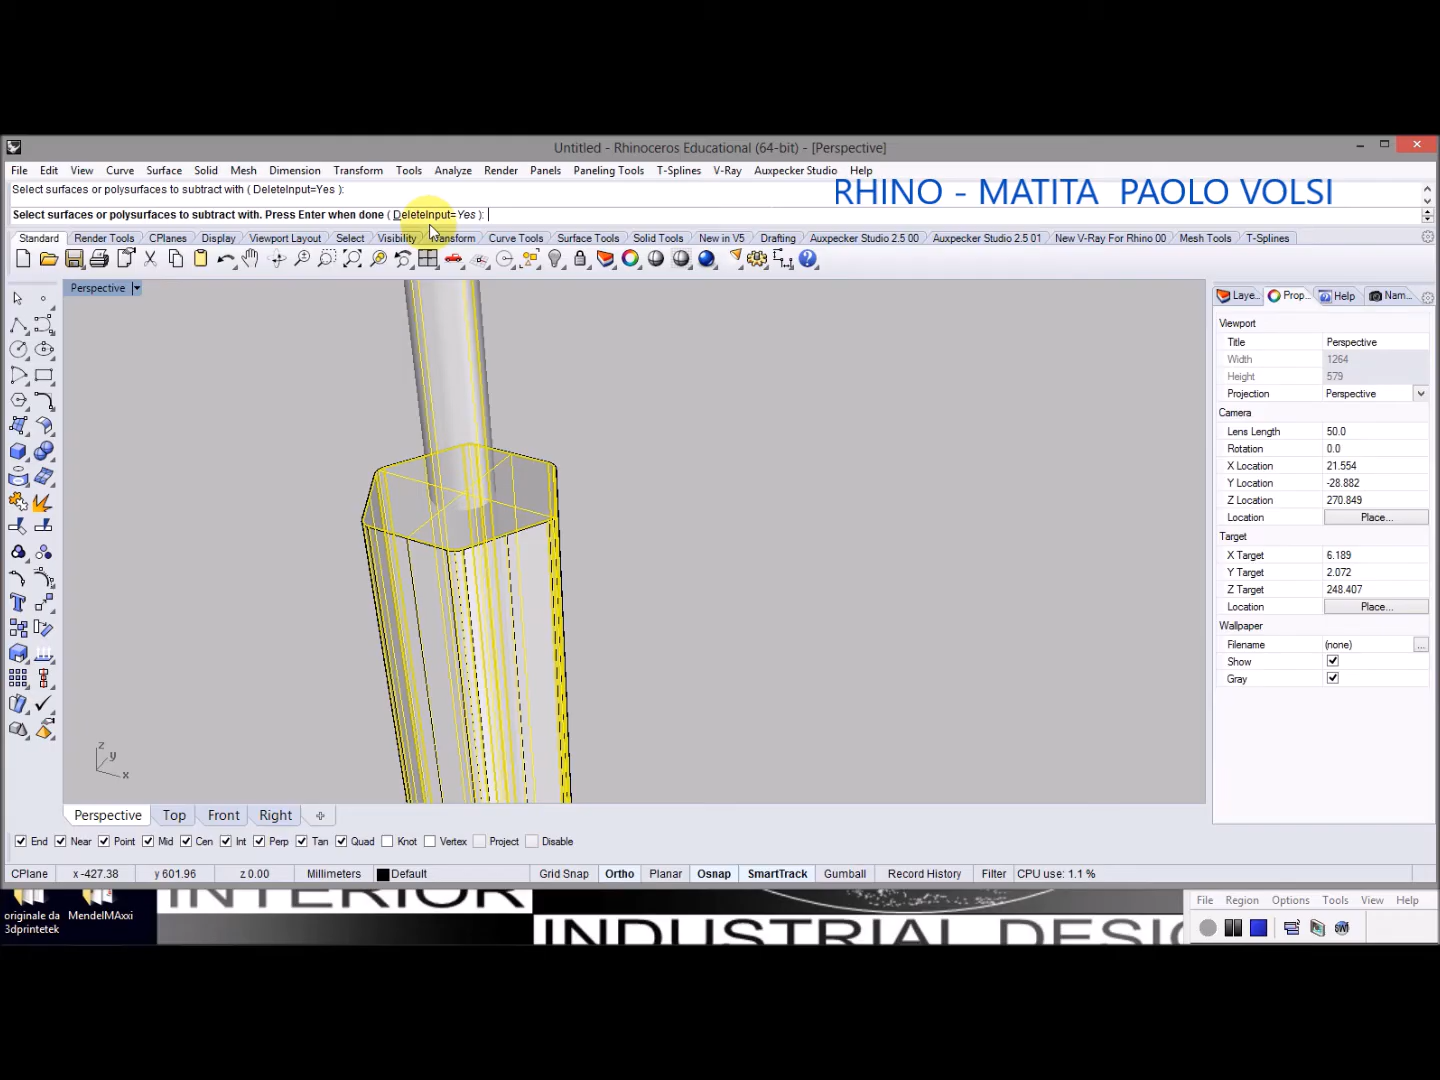 Untitled - Rhinoceros Educational (64-bit) - [Perspective]
File Edit View Curve Surface Solid Mesh Dimension Transform Tools Analyze Render Panels Paneling Tools T-Splines V-Ray Auxpecker Studio Help
Select surfaces or polysurfaces to subtract with ( DeleteInput=Yes ):
RHINO - MATITA PAOLO VOLSI
Select surfaces or polysurfaces to subtract with. Press Enter when done ( DeleteInput=Yes ):
Standard Render Tools CPlanes Display Viewport Layout Select Visibility Transform Curve Tools Surface Tools Solid Tools New in V5 Drafting Auxpecker Studio 2.5 00 Auxpecker Studio 2.5 01 New V-Ray For Rhino 00 Mesh Tools T-Splines
Perspective
Laye... Prop... Help Nam...
Viewport
Title Perspective
Width 1264
Height 579
Projection Perspective
Camera
Lens Length 50.0
Rotation 0.0
X Location 21.554
Y Location -28.882
Z Location 270.849
Location Place...
Target
X Target 6.189
Y Target 2.072
Z Target 248.407
Location Place...
Wallpaper
Filename (none) ...
Show
Gray
z
y
x
Perspective Top Front Right
End Near Point Mid Cen Int Perp Tan Quad Knot Vertex Project Disable
CPlane x -427.38 y 601.96 z 0.00 Millimeters Default Grid Snap Ortho Planar Osnap SmartTrack Gumball Record History Filter CPU use: 1.1 %
INTERIOR
File Region Options Tools View Help
originale da
3dprintetek
MendelMAxxi
INDUSTRIAL DESIG
SWF